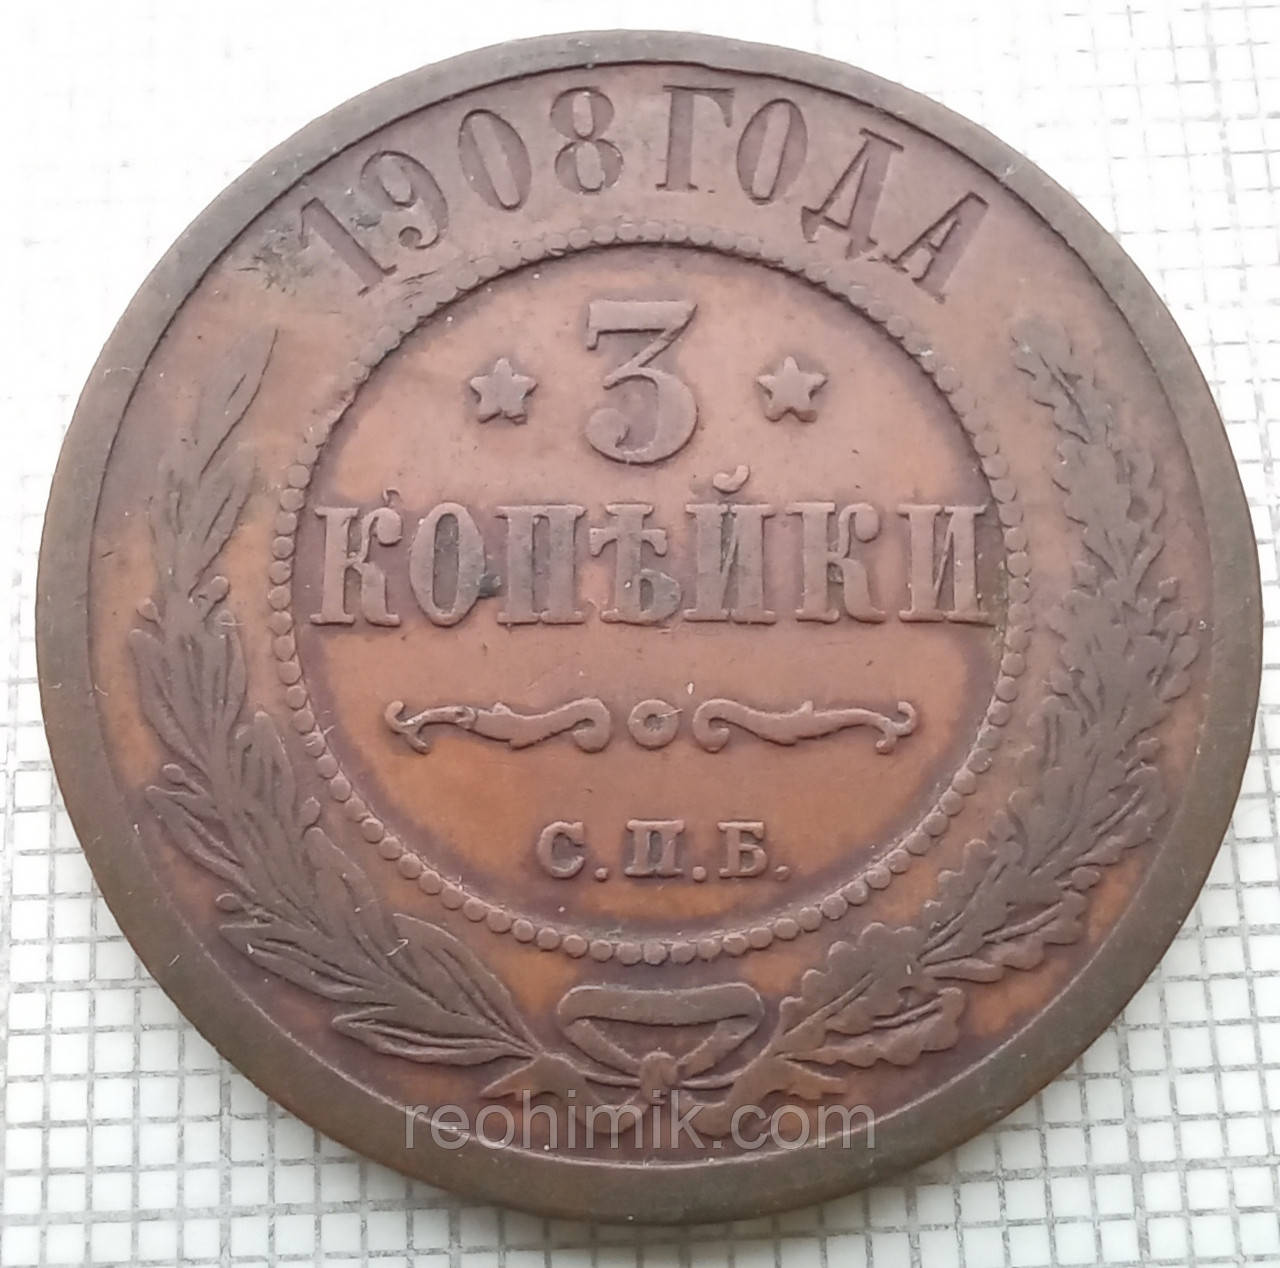 1908 ГОДА
3
КОПѢЙКИ
С.П.Б.
reohimik.com